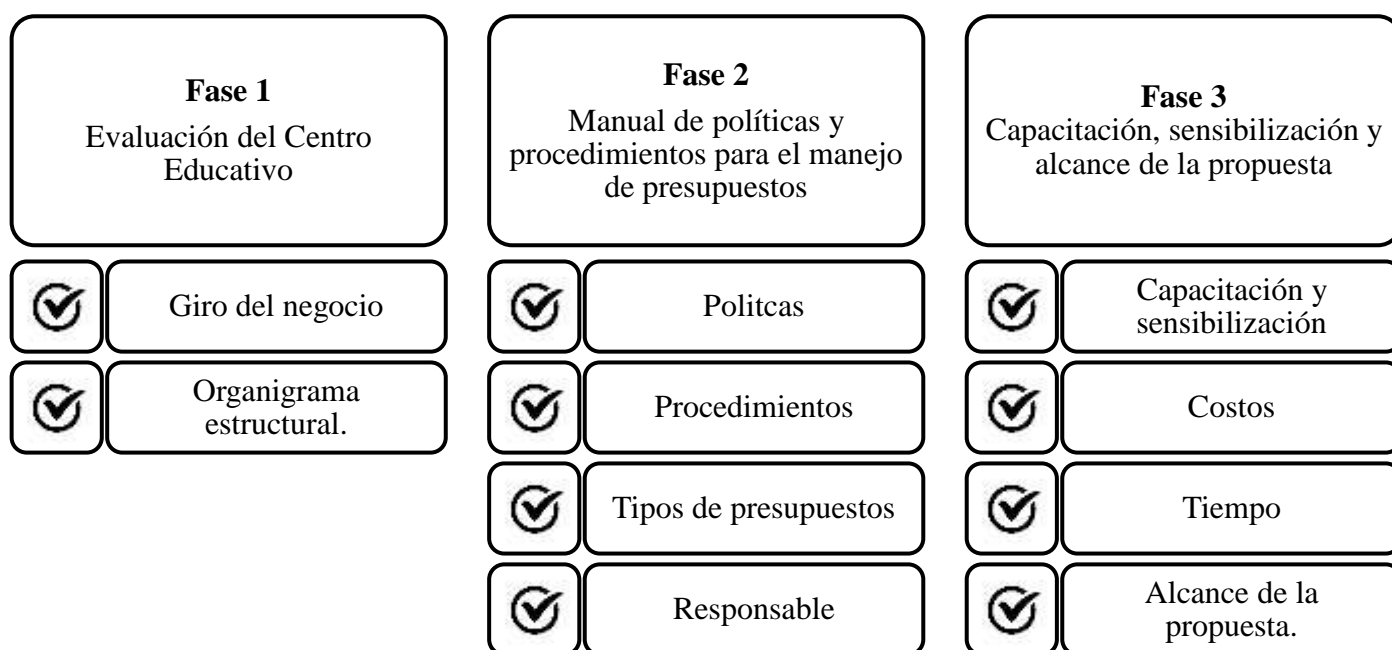 Fase 1
Evaluación del Centro
Educativo
Giro del negocio
Organigrama
estructural.
Fase 2
Manual de políticas y
procedimientos para el manejo
de presupuestos
Politcas
Procedimientos
Tipos de presupuestos
Responsable
Fase 3
Capacitación, sensibilización y
alcance de la propuesta
Capacitación y
sensibilización
Costos
Tiempo
Alcance de la
propuesta.